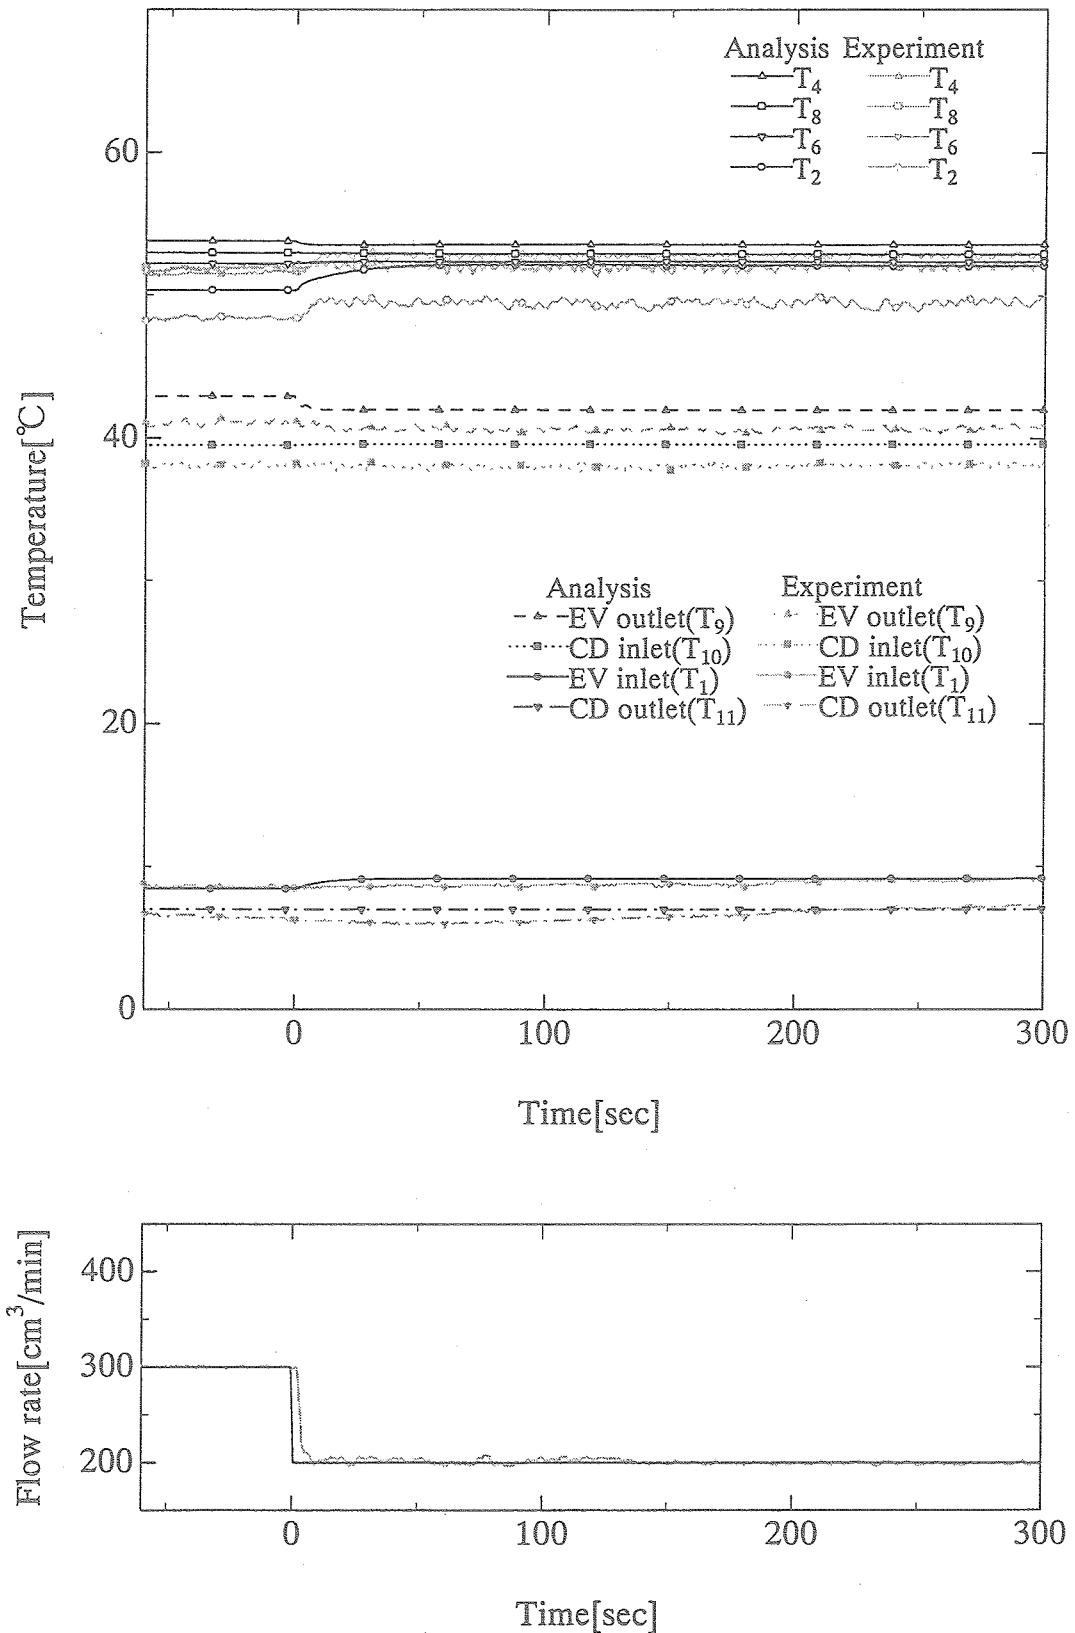 Analysis Experiment
T4 T4
T8 T8
T6 T6
T2 T2
60
40
20
0
Temperature[℃]
Analysis Experiment
EV outlet(T9) EV outlet(T9)
CD inlet(T10) CD inlet(T10)
EV inlet(T1) EV inlet(T1)
CD outlet(T11) CD outlet(T11)
0 100 200 300
Time[sec]
Flow rate[cm³/min]
400
300
200
0 100 200 300
Time[sec]